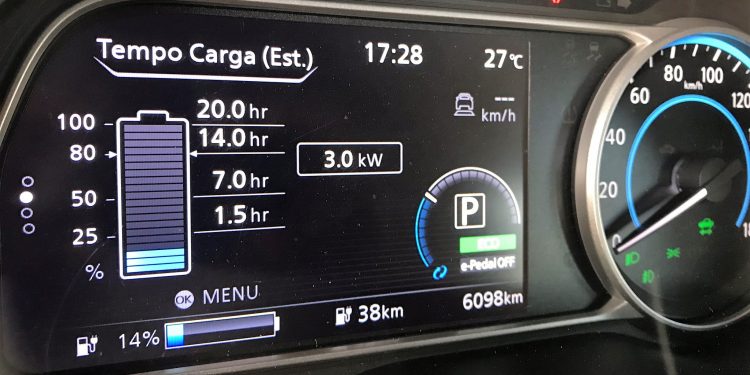 Tempo Carga (Est.) 17:28 27°C
20.0 hr
100
14.0 hr
80
3.0 kW
--- km/h
7.0 hr
50
1.5 hr
25
%
P
ECO
e-Pedal OFF
OK MENU
14% 38km 6098km
0 20 40 60 80 100 120
km/h